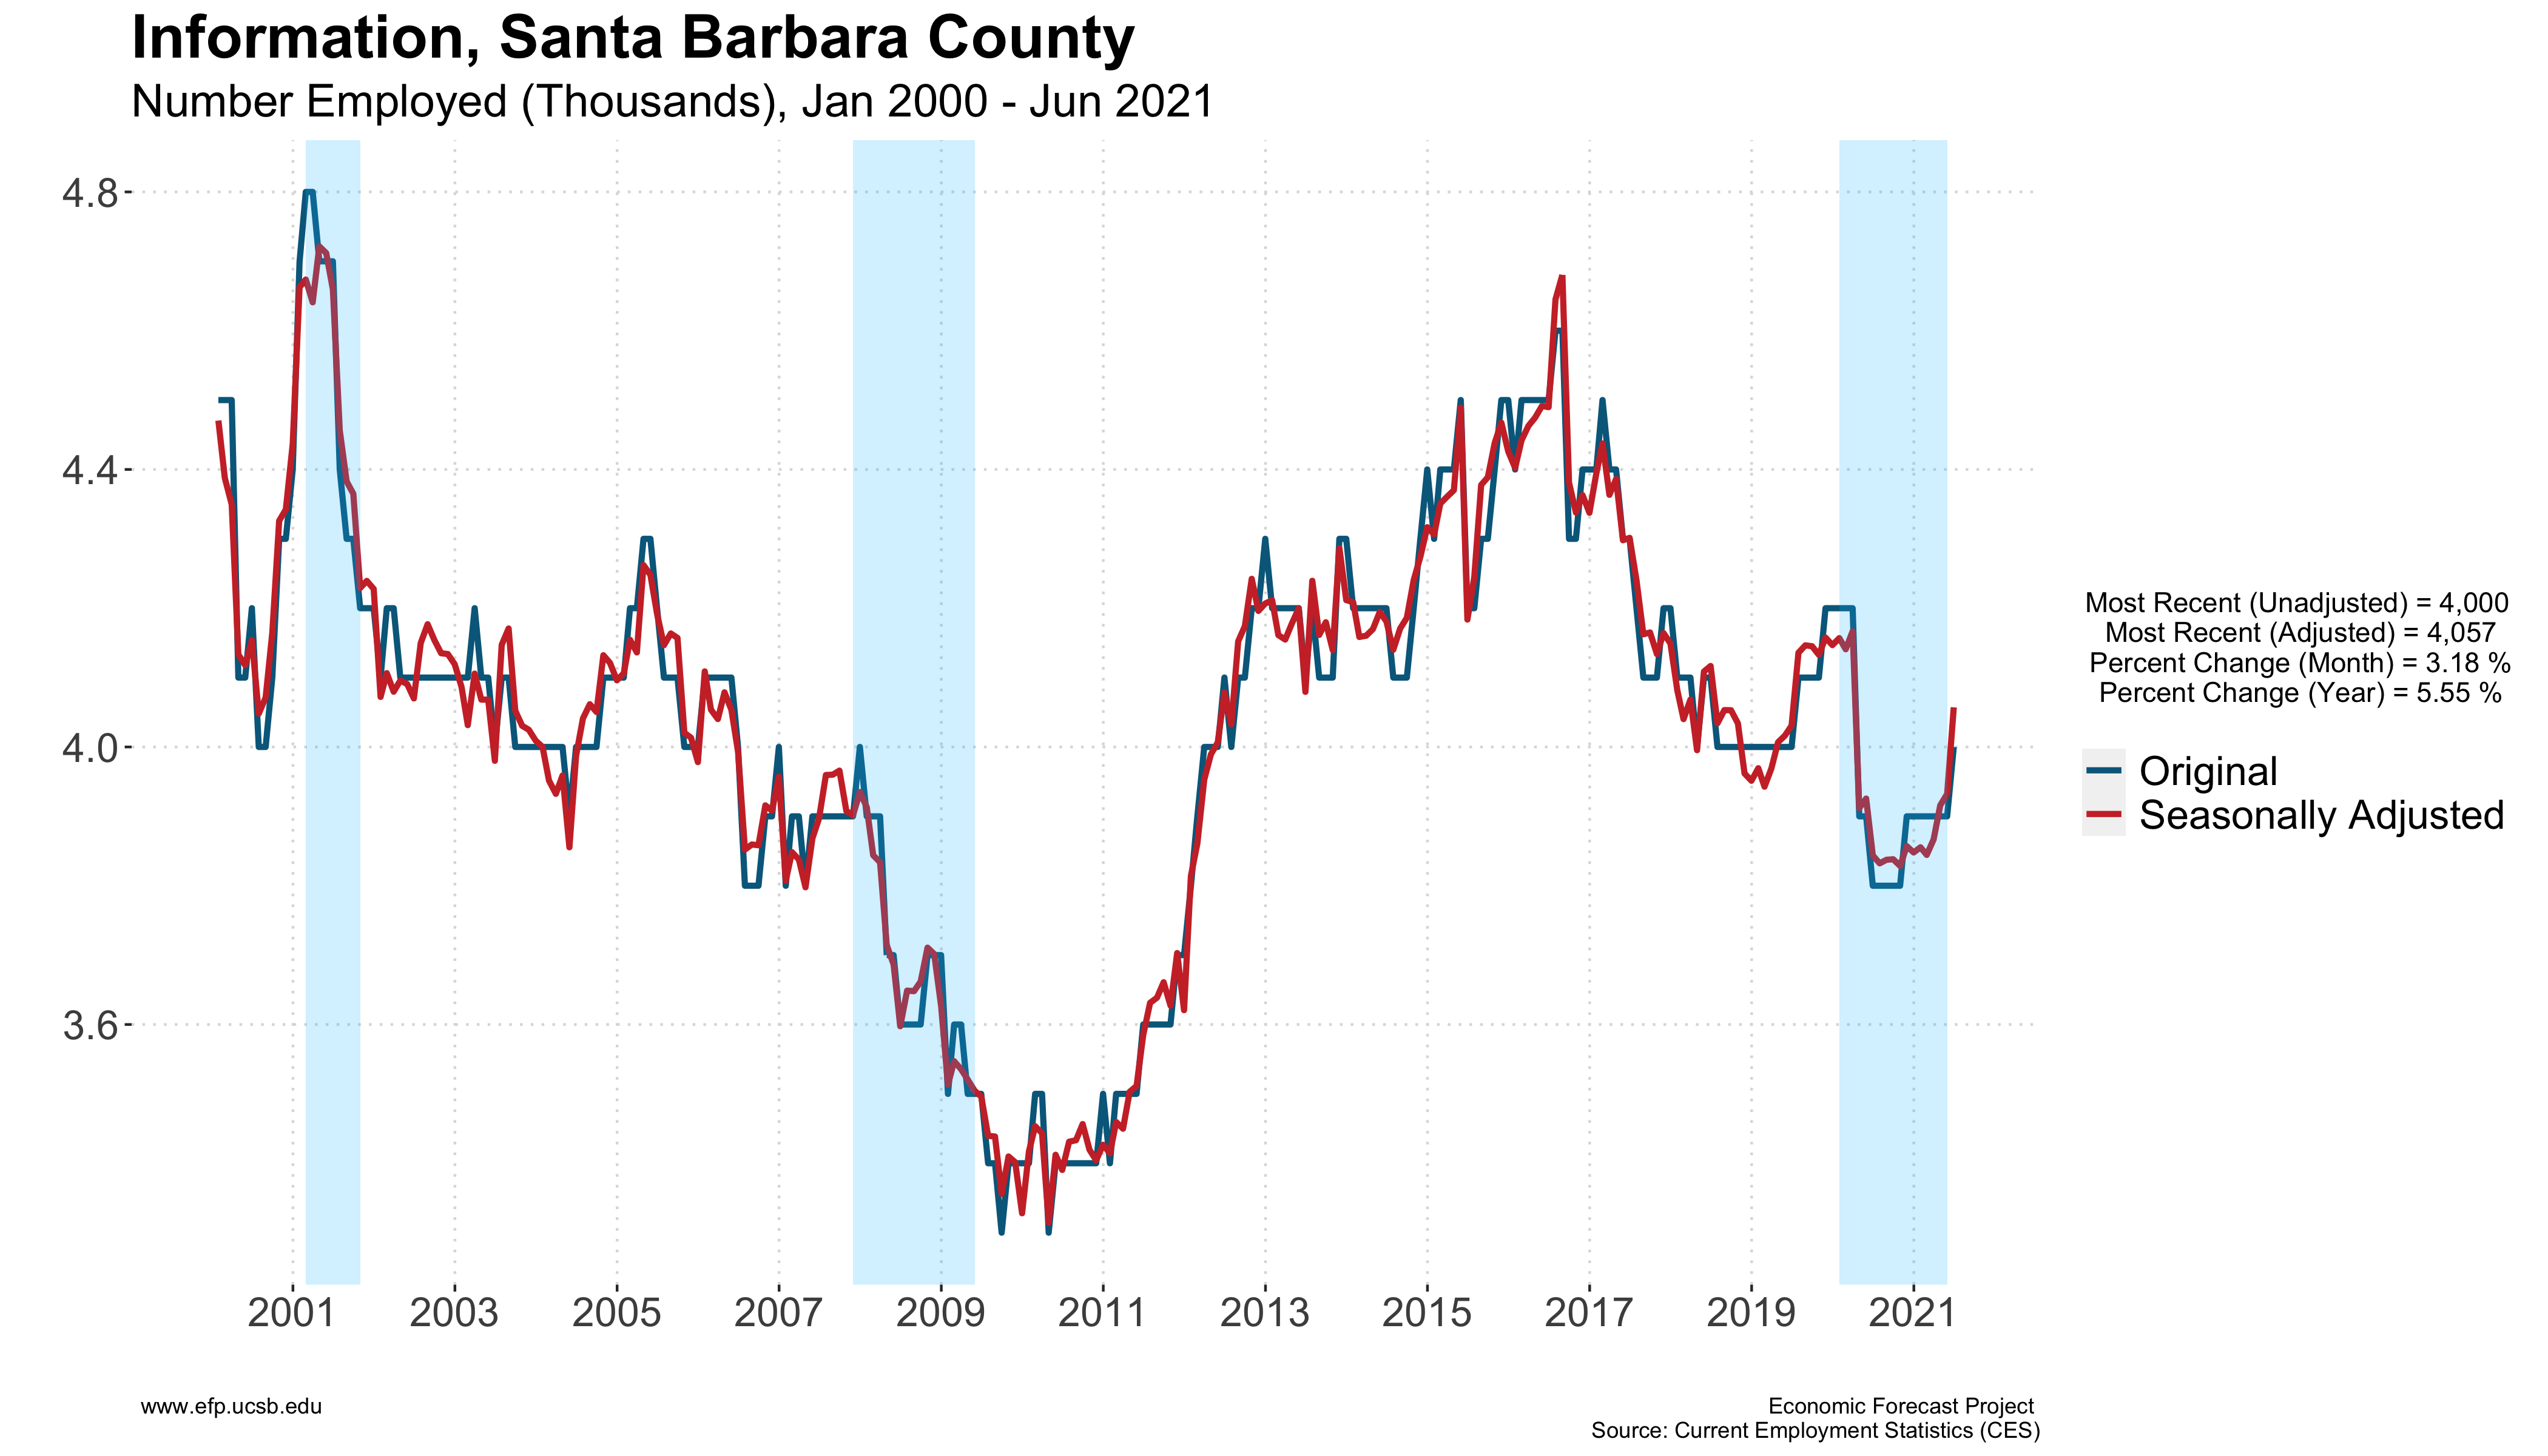 Information, Santa Barbara County
Number Employed (Thousands), Jan 2000 - Jun 2021
4.8
4.4
4.0
3.6
2001 2003 2005 2007 2009 2011 2013 2015 2017 2019 2021
Most Recent (Unadjusted) = 4,000
Most Recent (Adjusted) = 4,057
Percent Change (Month) = 3.18 %
Percent Change (Year) = 5.55 %
Original
Seasonally Adjusted
www.efp.ucsb.edu
Economic Forecast Project
Source: Current Employment Statistics (CES)